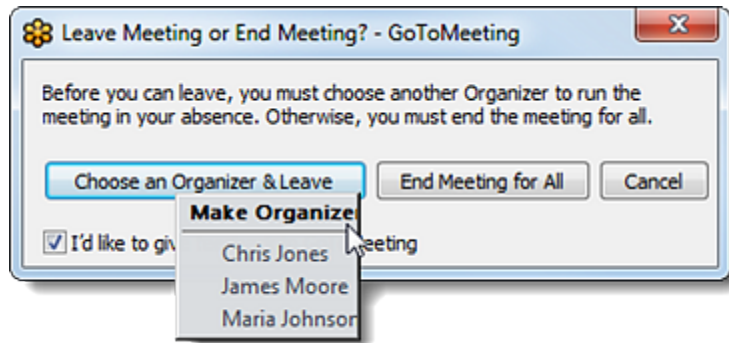 Leave Meeting or End Meeting? - GoToMeeting
Before you can leave, you must choose another Organizer to run the
meeting in your absence. Otherwise, you must end the meeting for all.
Choose an Organizer & Leave End Meeting for All Cancel
Make Organizer
I'd like to eeting
Chris Jones
James Moore
Maria Johnson